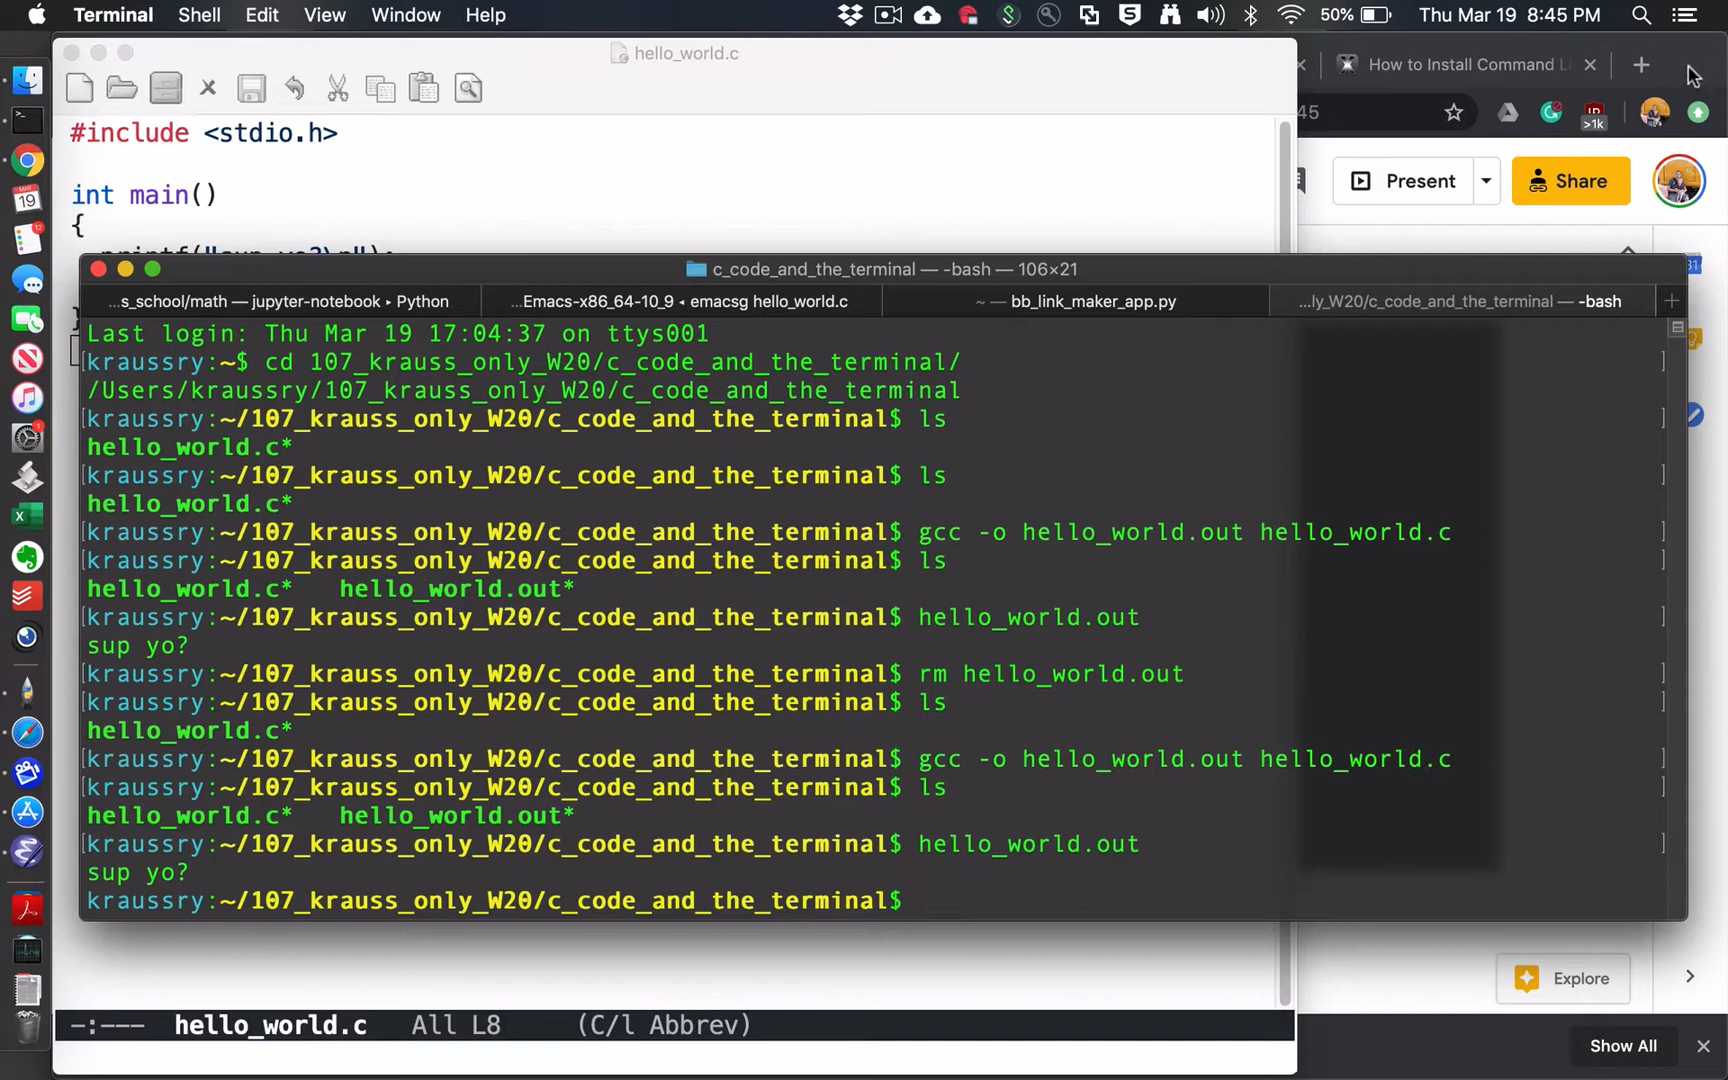 Terminal Shell Edit View Window Help 50% Thu Mar 19 8:45 PM
hello_world.c
How to Install Command Li
#include <stdio.h>
45
>1k
int main()
{
Present Share
c_code_and_the_terminal — -bash — 106×21
...s_school/math — jupyter-notebook ▸ Python ...Emacs-x86_64-10_9 ◂ emacsg hello_world.c ~ — bb_link_maker_app.py ...ly_W20/c_code_and_the_terminal — -bash
Last login: Thu Mar 19 17:04:37 on ttys001
[kraussry:~$ cd 107_krauss_only_W20/c_code_and_the_terminal/ ]
/Users/kraussry/107_krauss_only_W20/c_code_and_the_terminal
[kraussry:~/107_krauss_only_W20/c_code_and_the_terminal$ ls ]
hello_world.c*
[kraussry:~/107_krauss_only_W20/c_code_and_the_terminal$ ls ]
hello_world.c*
[kraussry:~/107_krauss_only_W20/c_code_and_the_terminal$ gcc -o hello_world.out hello_world.c ]
[kraussry:~/107_krauss_only_W20/c_code_and_the_terminal$ ls ]
hello_world.c* hello_world.out*
[kraussry:~/107_krauss_only_W20/c_code_and_the_terminal$ hello_world.out ]
sup yo?
[kraussry:~/107_krauss_only_W20/c_code_and_the_terminal$ rm hello_world.out ]
[kraussry:~/107_krauss_only_W20/c_code_and_the_terminal$ ls ]
hello_world.c*
[kraussry:~/107_krauss_only_W20/c_code_and_the_terminal$ gcc -o hello_world.out hello_world.c ]
[kraussry:~/107_krauss_only_W20/c_code_and_the_terminal$ ls ]
hello_world.c* hello_world.out*
[kraussry:~/107_krauss_only_W20/c_code_and_the_terminal$ hello_world.out ]
sup yo?
kraussry:~/107_krauss_only_W20/c_code_and_the_terminal$
Explore
-:--- hello_world.c All L8 (C/l Abbrev)
Show All